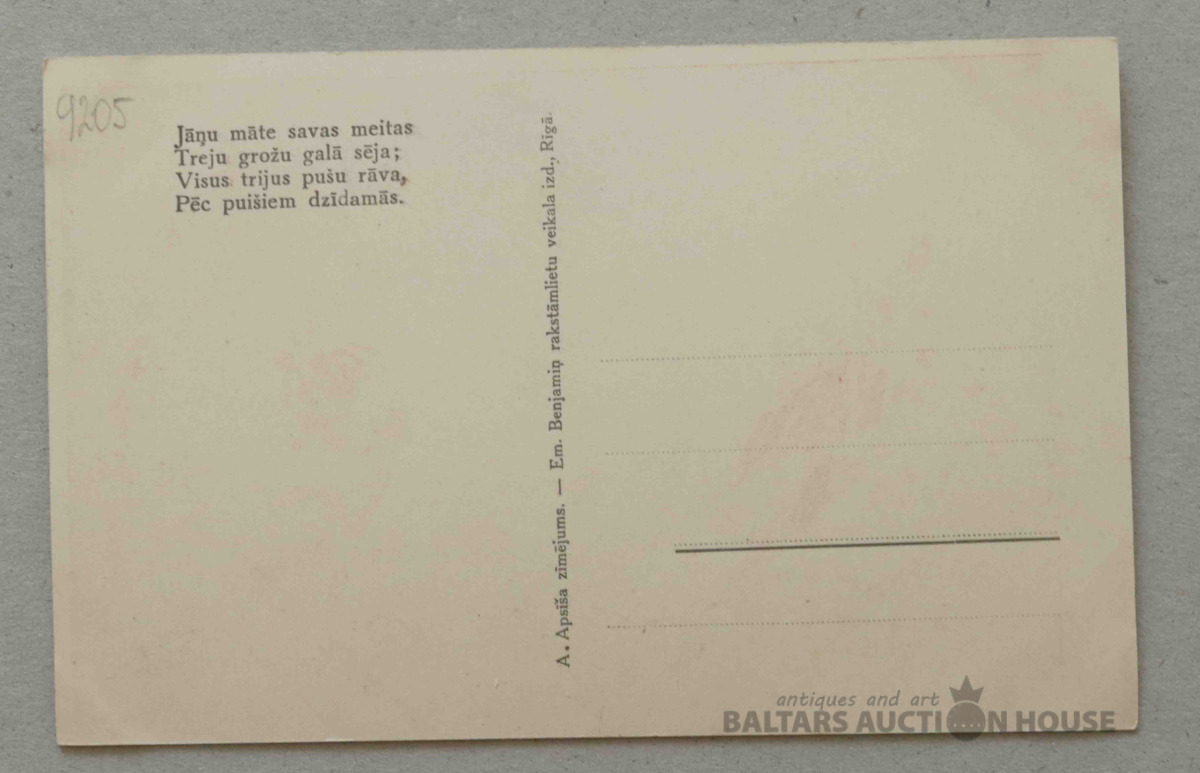 9205
Jāņu māte savas meitas
Treju grožu galā sēja;
Visus trijus pušu rāva,
Pēc puišiem dzīdamās.
A. Apsīša zīmējums. — Em. Benjamiņ rakstāmlietu veikala izd., Rīgā.
antiques and art
BALTARS AUCTION HOUSE